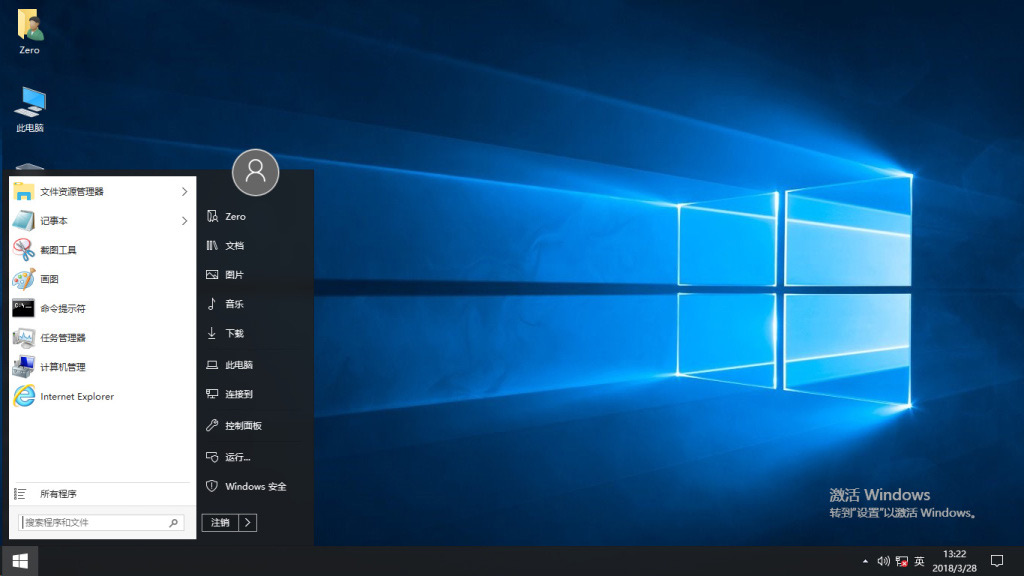 Zero
此电脑
文件资源管理器
记事本
截图工具
画图
命令提示符
任务管理器
计算机管理
Internet Explorer
所有程序
搜索程序和文件
Zero
文档
图片
音乐
下载
此电脑
连接到
控制面板
运行...
Windows 安全
注销
激活 Windows
转到"设置"以激活 Windows。
英
13:22
2018/3/28